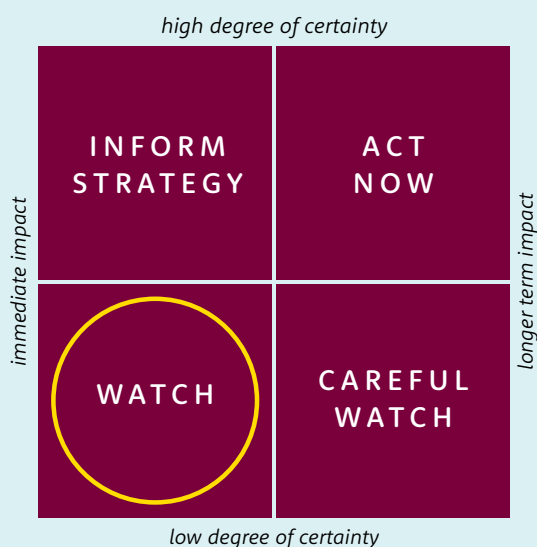 high degree of certainty
INFORM
STRATEGY
ACT
NOW
immediate impact
longer term impact
WATCH
CAREFUL
WATCH
low degree of certainty